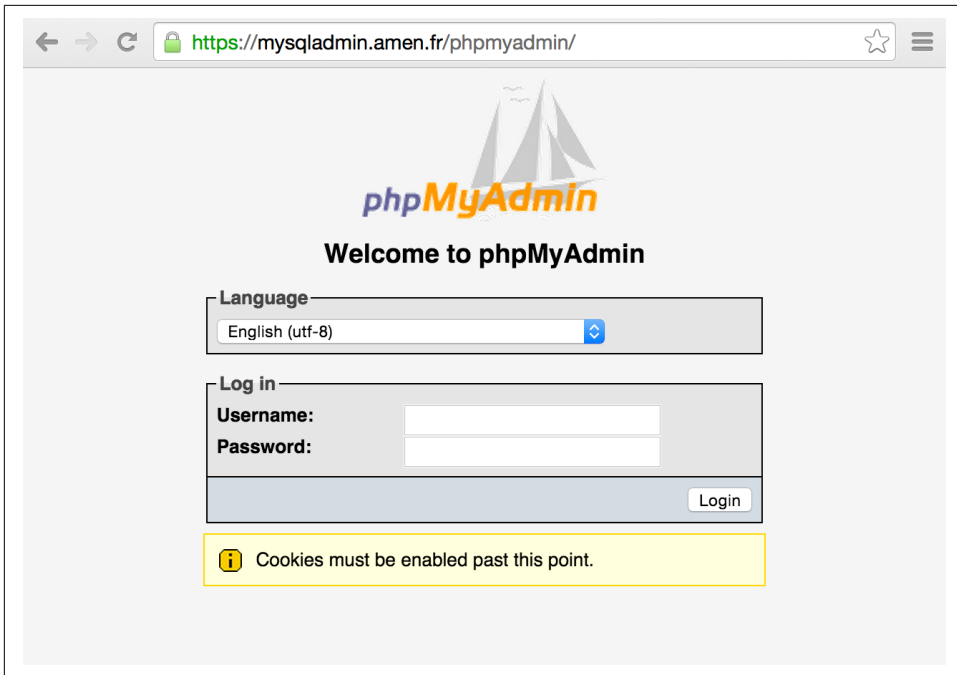 https://mysqladmin.amen.fr/phpmyadmin/
phpMyAdmin
Welcome to phpMyAdmin
Language
English (utf-8)
Log in
Username:
Password:
Login
i Cookies must be enabled past this point.